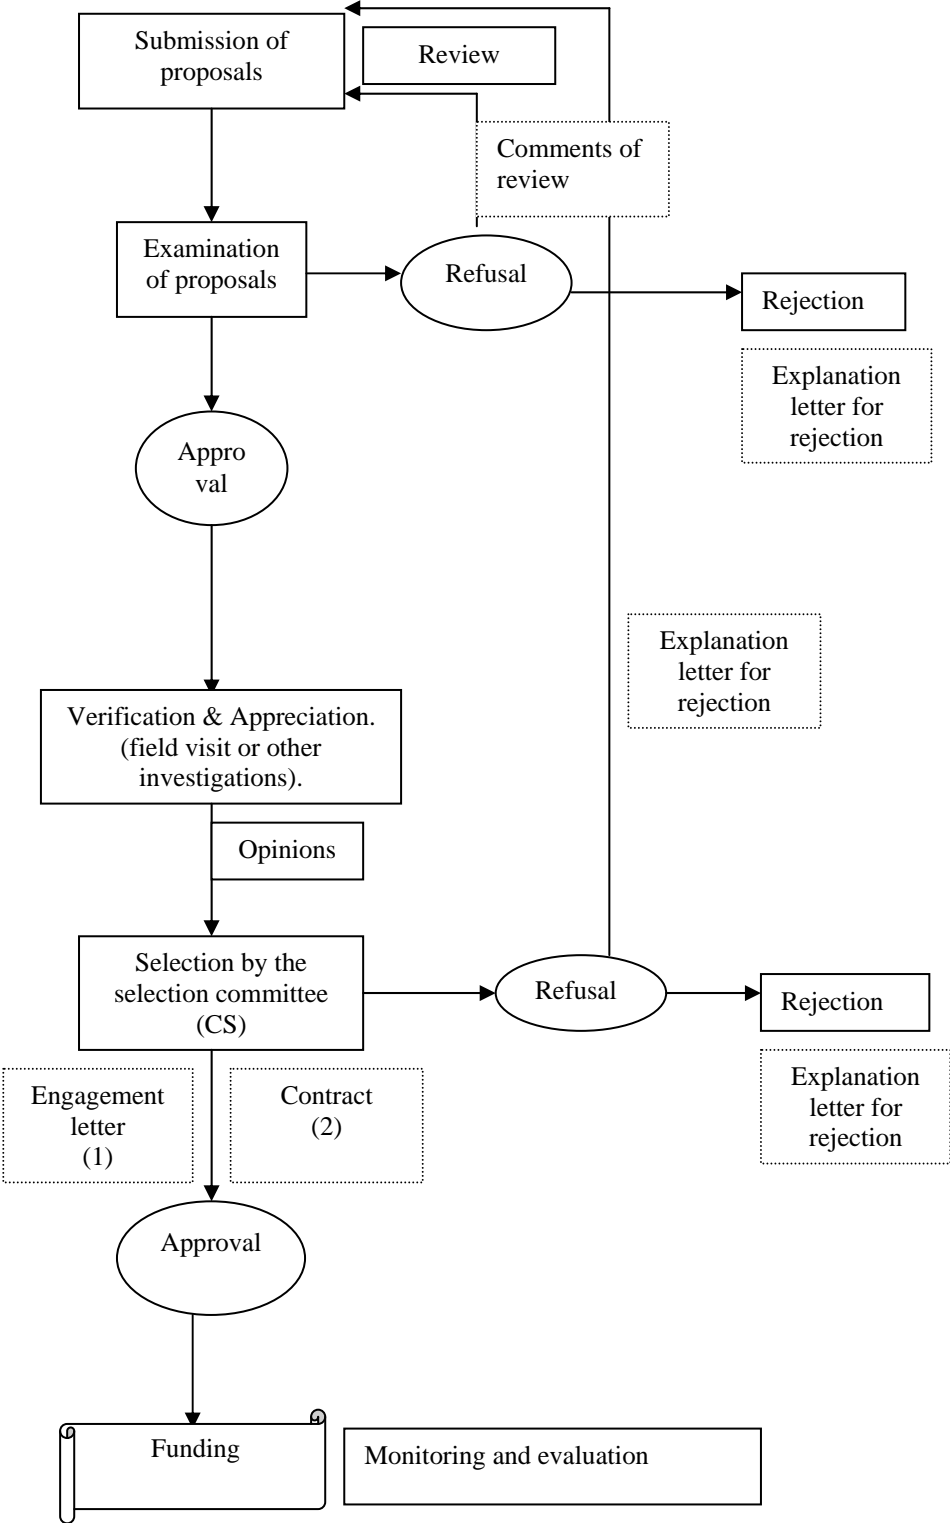 Submission of
proposals
Review
Comments of
review
Examination
of proposals
Refusal
Rejection
Explanation
letter for
rejection
Appro
val
Explanation
letter for
rejection
Verification & Appreciation.
(field visit or other
investigations).
Opinions
Selection by the
selection committee
(CS)
Refusal
Rejection
Explanation
letter for
rejection
Engagement
letter
(1)
Contract
(2)
Approval
Funding
Monitoring and evaluation